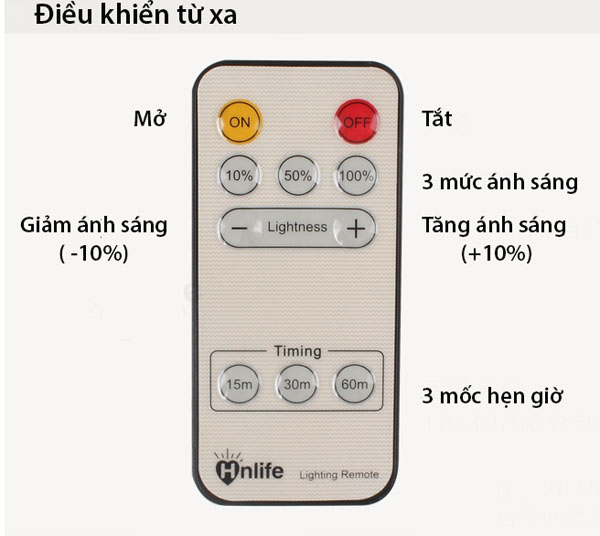 Điều khiển từ xa
Mở
ON
OFF
Tắt
10%
50%
100%
3 mức ánh sáng
Giảm ánh sáng
( -10%)
− Lightness +
Tăng ánh sáng
(+10%)
Timing
15m
30m
60m
3 mốc hẹn giờ
Hnlife
Lighting Remote